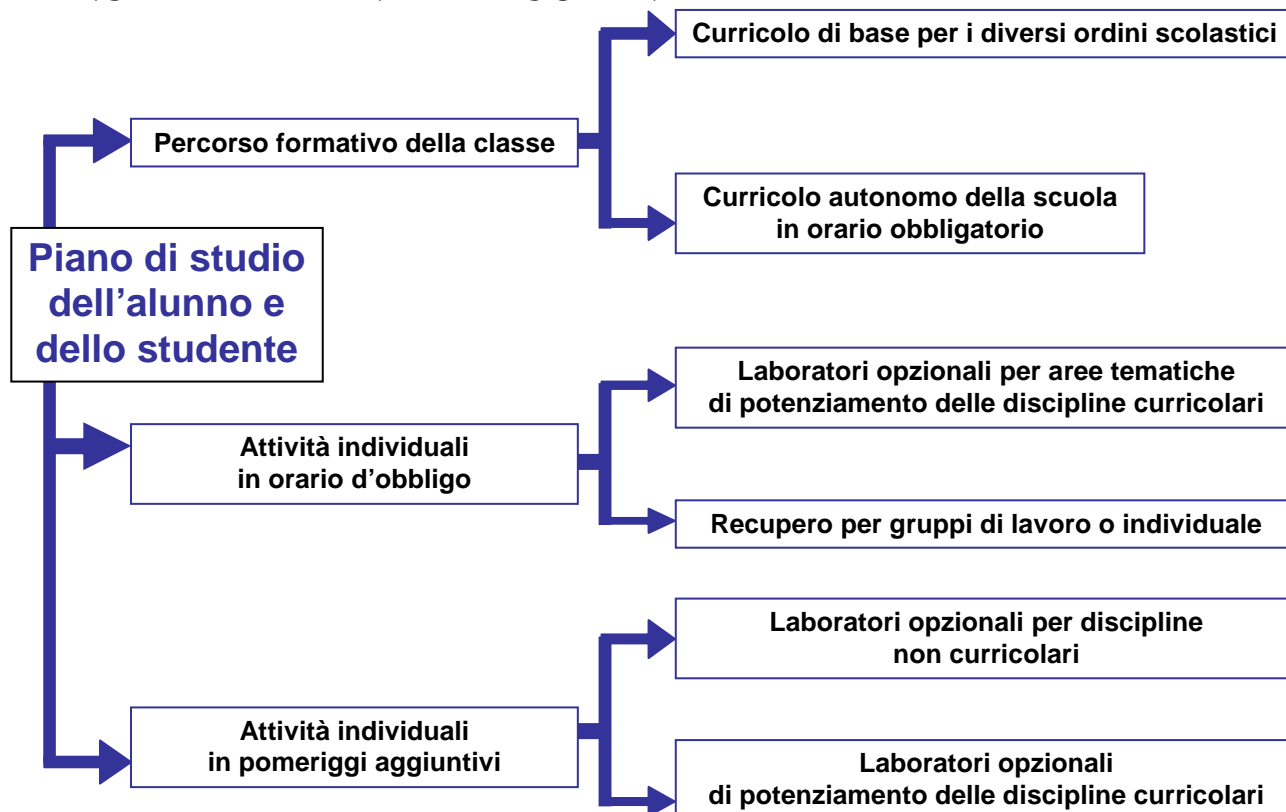 Curricolo di base per i diversi ordini scolastici
Percorso formativo della classe
Curricolo autonomo della scuola
in orario obbligatorio
Piano di studio
dell’alunno e
dello studente
Laboratori opzionali per aree tematiche
di potenziamento delle discipline curricolari
Attività individuali
in orario d’obbligo
Recupero per gruppi di lavoro o individuale
Laboratori opzionali per discipline
non curricolari
Attività individuali
in pomeriggi aggiuntivi
Laboratori opzionali
di potenziamento delle discipline curricolari